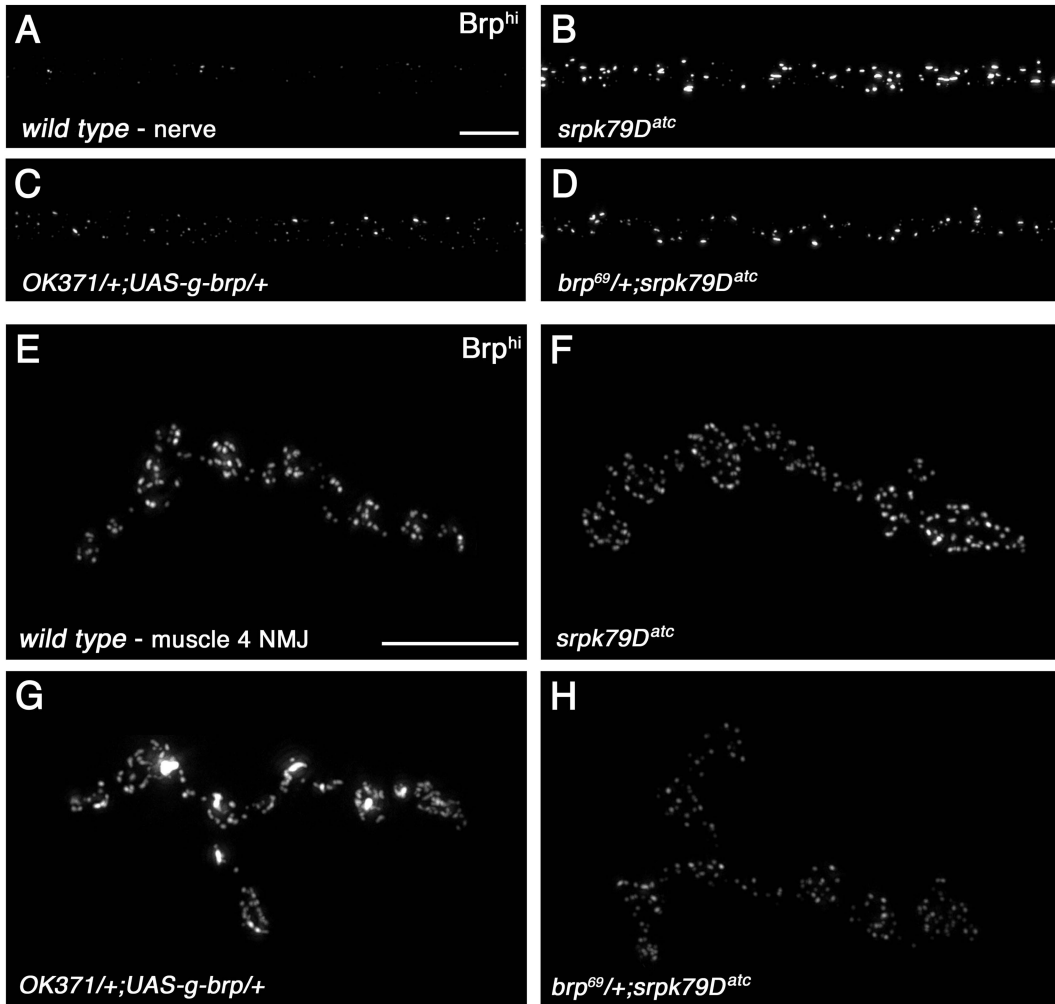 A
Brp^hi
wild type - nerve
B
srpk79D^atc
C
OK371/+;UAS-g-brp/+
D
brp^69/+;srpk79D^atc
E
Brp^hi
wild type - muscle 4 NMJ
F
srpk79D^atc
G
OK371/+;UAS-g-brp/+
H
brp^69/+;srpk79D^atc